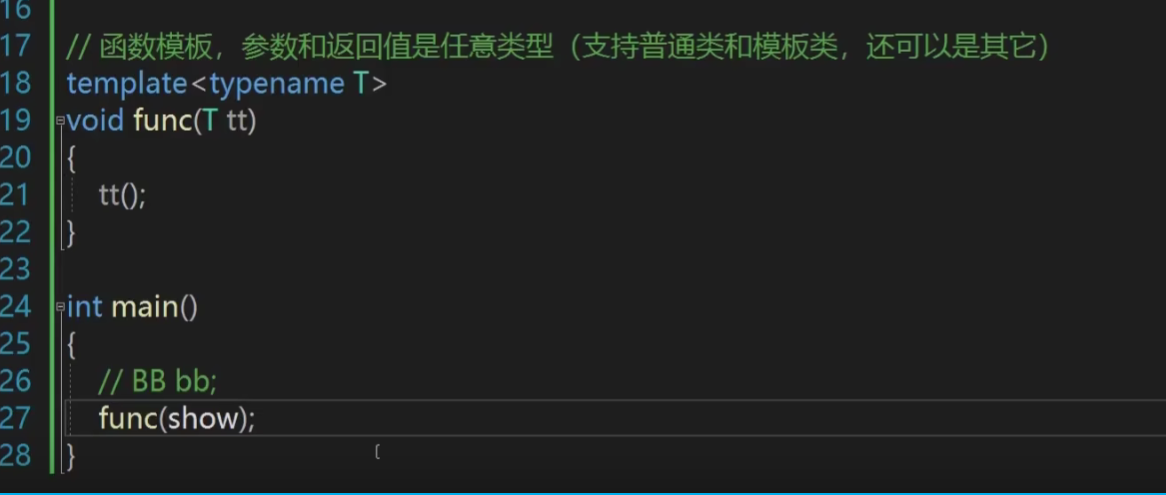 16
17 // 函数模板，参数和返回值是任意类型（支持普通类和模板类，还可以是其它）
18 template<typename T>
19 void func(T tt)
20 {
21     tt();
22 }
23
24 int main()
25 {
26     // BB bb;
27     func(show);
28 }